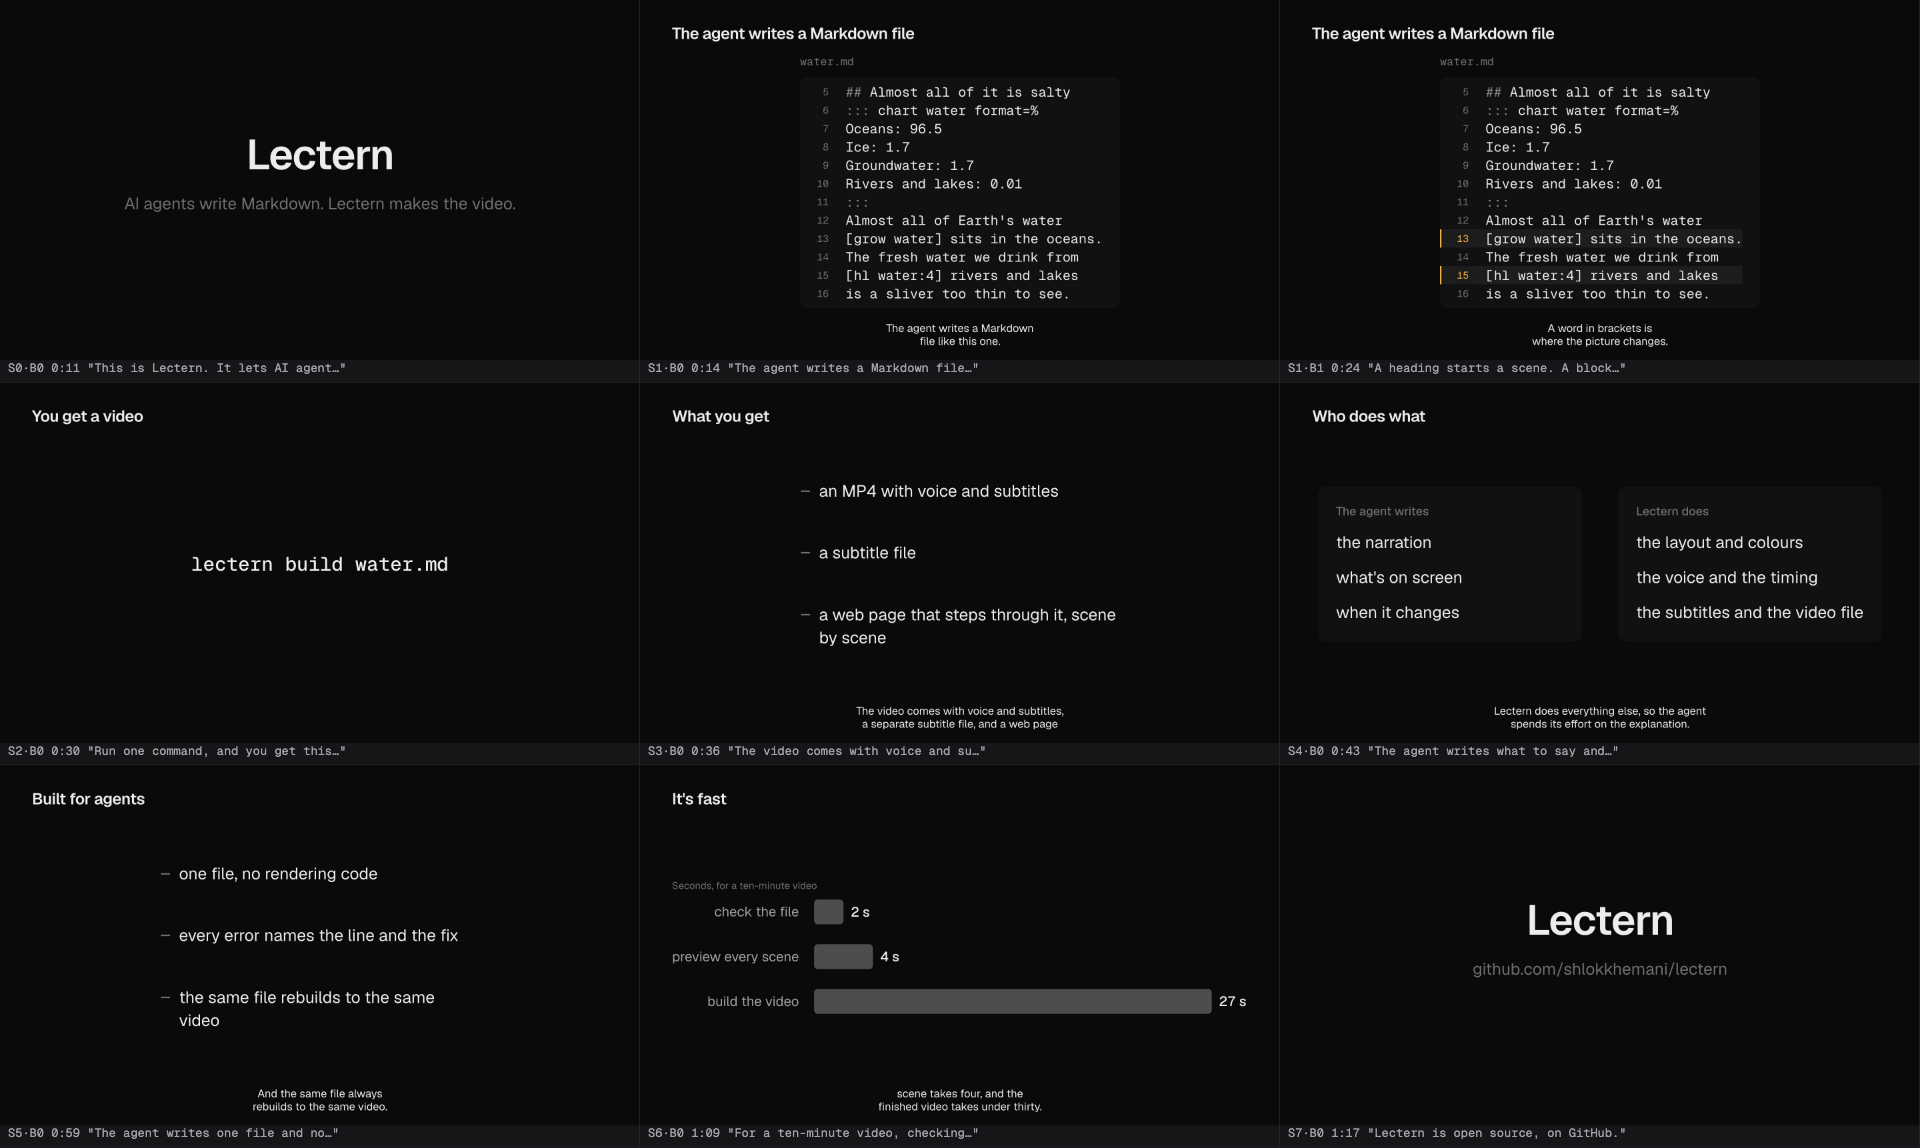 Lectern
AI agents write Markdown. Lectern makes the video.
S0·B0 0:11 "This is Lectern. It lets AI agent…"
The agent writes a Markdown file
water.md
5 ## Almost all of it is salty
6 ::: chart water format=%
7 Oceans: 96.5
8 Ice: 1.7
9 Groundwater: 1.7
10 Rivers and lakes: 0.01
11 :::
12 Almost all of Earth's water
13 [grow water] sits in the oceans.
14 The fresh water we drink from
15 [hl water:4] rivers and lakes
16 is a sliver too thin to see.
The agent writes a Markdown
file like this one.
S1·B0 0:14 "The agent writes a Markdown file…"
The agent writes a Markdown file
water.md
5 ## Almost all of it is salty
6 ::: chart water format=%
7 Oceans: 96.5
8 Ice: 1.7
9 Groundwater: 1.7
10 Rivers and lakes: 0.01
11 :::
12 Almost all of Earth's water
13 [grow water] sits in the oceans.
14 The fresh water we drink from
15 [hl water:4] rivers and lakes
16 is a sliver too thin to see.
A word in brackets is
where the picture changes.
S1·B1 0:24 "A heading starts a scene. A block…"
You get a video
lectern build water.md
S2·B0 0:30 "Run one command, and you get this…"
What you get
– an MP4 with voice and subtitles
– a subtitle file
– a web page that steps through it, scene
by scene
The video comes with voice and subtitles,
a separate subtitle file, and a web page
S3·B0 0:36 "The video comes with voice and su…"
Who does what
The agent writes
the narration
what's on screen
when it changes
Lectern does
the layout and colours
the voice and the timing
the subtitles and the video file
Lectern does everything else, so the agent
spends its effort on the explanation.
S4·B0 0:43 "The agent writes what to say and…"
Built for agents
– one file, no rendering code
– every error names the line and the fix
– the same file rebuilds to the same
video
And the same file always
rebuilds to the same video.
S5·B0 0:59 "The agent writes one file and no…"
It's fast
Seconds, for a ten-minute video
check the file 2 s
preview every scene 4 s
build the video 27 s
scene takes four, and the
finished video takes under thirty.
S6·B0 1:09 "For a ten-minute video, checking…"
Lectern
github.com/shlokkhemani/lectern
S7·B0 1:17 "Lectern is open source, on GitHub."